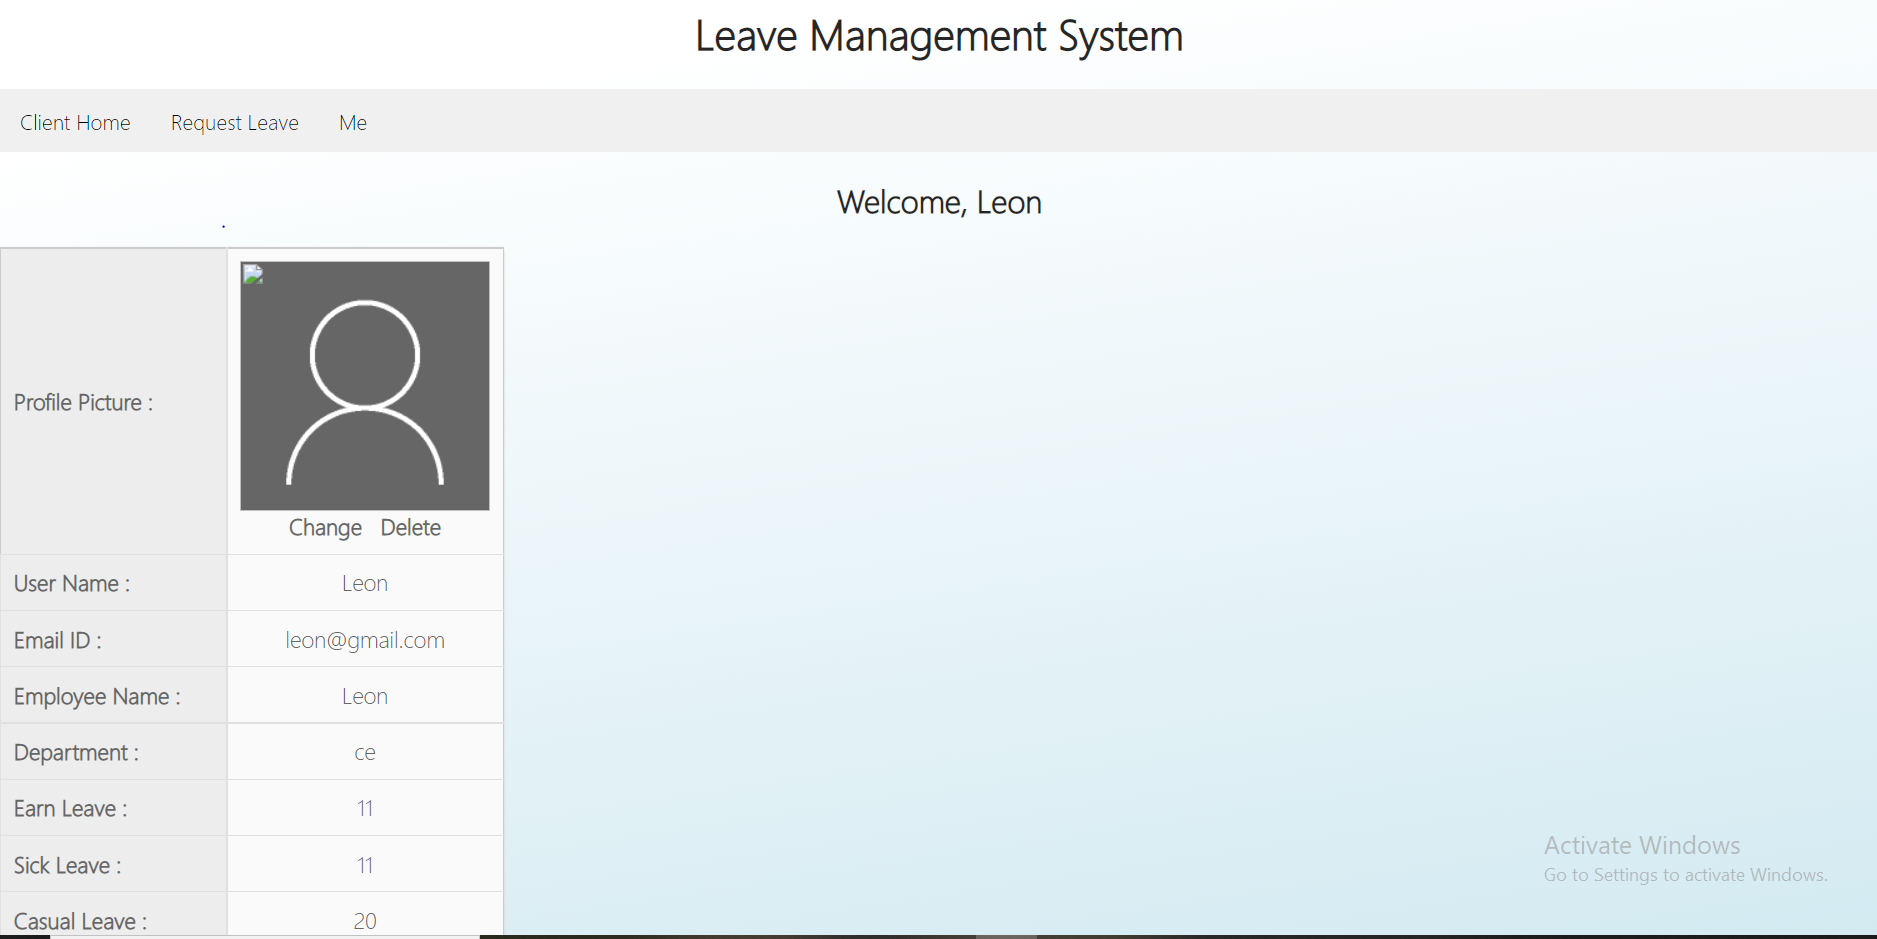 Leave Management System
Client Home Request Leave Me
Welcome, Leon
Profile Picture :
Change Delete
User Name : Leon
Email ID : leon@gmail.com
Employee Name : Leon
Department : ce
Earn Leave : 11
Sick Leave : 11
Casual Leave : 20
Activate Windows
Go to Settings to activate Windows.